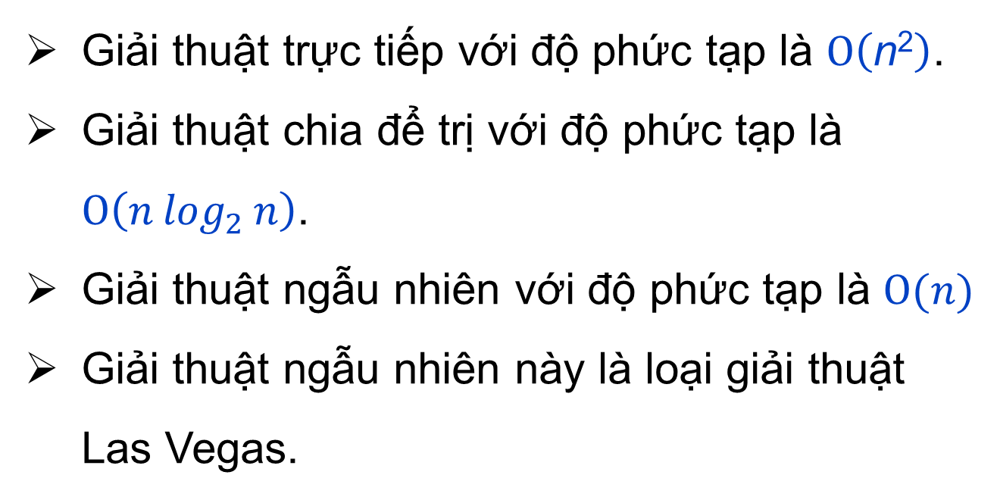 ➢ Giải thuật trực tiếp với độ phức tạp là O(n²).
➢ Giải thuật chia để trị với độ phức tạp là
O(n log₂ n).
➢ Giải thuật ngẫu nhiên với độ phức tạp là O(n)
➢ Giải thuật ngẫu nhiên này là loại giải thuật
Las Vegas.